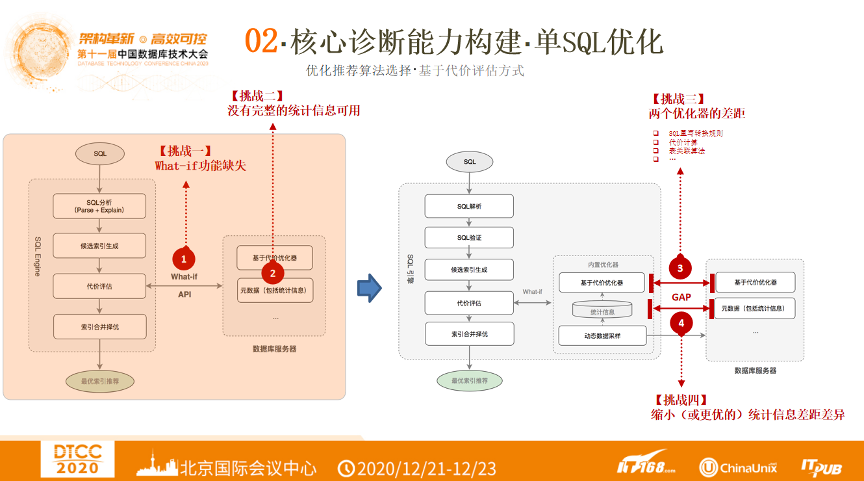 架构革新 高效可控
第十一届中国数据库技术大会
DATABASE TECHNOLOGY CONFERENCE CHINA 2020
02·核心诊断能力构建·单SQL优化
优化推荐算法选择·基于代价评估方式
【挑战二】
没有完整的统计信息可用
【挑战一】
What-if功能缺失
SQL
SQL Engine
SQL分析
(Parse + Explain)
候选索引生成
代价评估
索引合并择优
最优索引推荐
1
What-if
API
2
基于代价优化器
元数据（包括统计信息）
...
数据库服务器
【挑战三】
两个优化器的差距
SQL重写转换规则
代价计算
表关联算法
...
SQL
SQL 引擎
SQL解析
SQL验证
候选索引生成
代价评估
索引合并择优
最优索引推荐
What-if
内置优化器
基于代价优化器
统计信息
动态数据采样
3
GAP
4
基于代价优化器
元数据（包括统计信息）
...
数据库服务器
【挑战四】
缩小（或更优的）统计信息差距差异
DTCC
2020
北京国际会议中心
2020/12/21-12/23
IT168.com
ChinaUnix
ITPUB